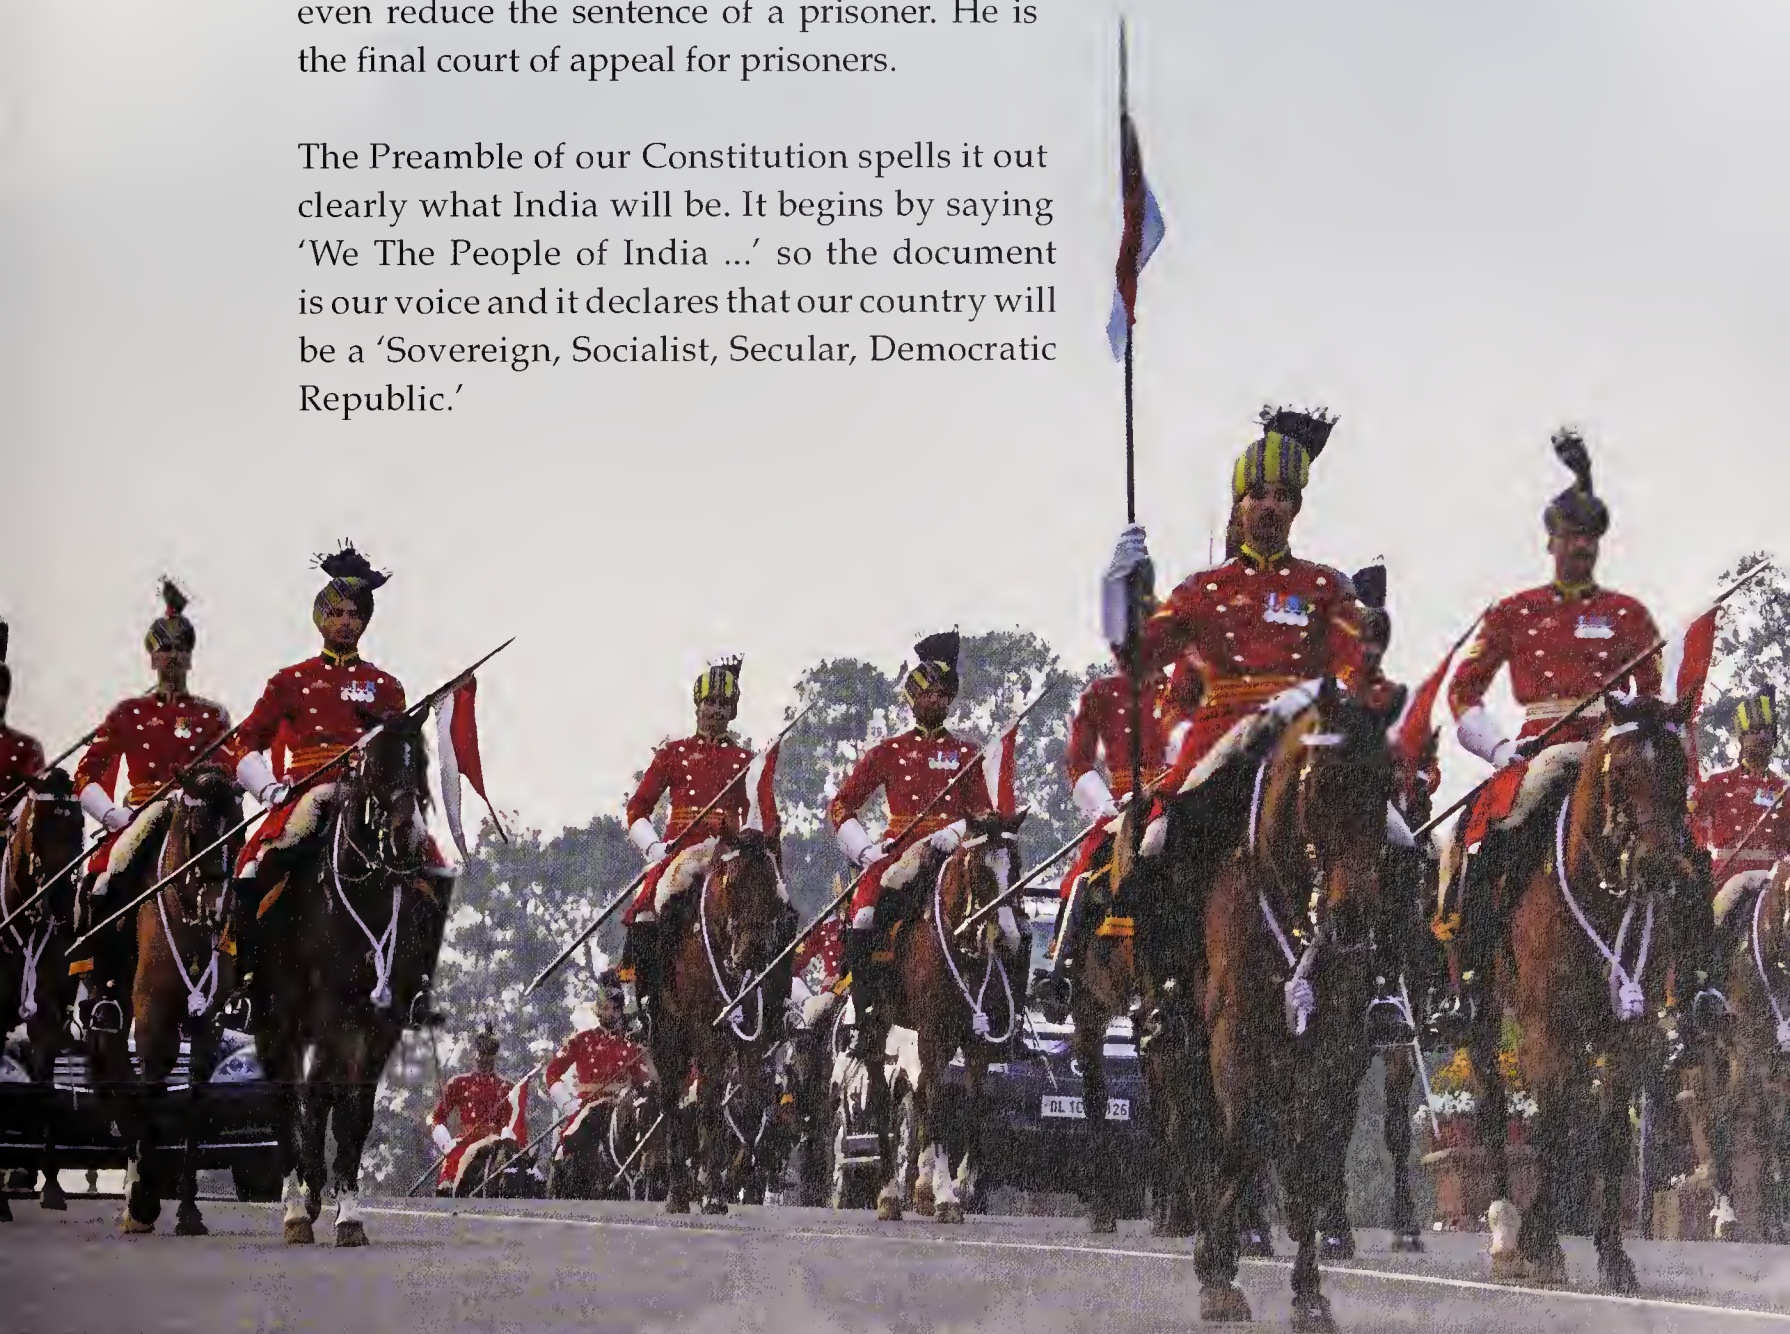 even reduce the sentence of a prisoner. He is
the final court of appeal for prisoners.
The Preamble of our Constitution spells it out
clearly what India will be. It begins by saying
‘We The People of India ...’ so the document
is our voice and it declares that our country will
be a ‘Sovereign, Socialist, Secular, Democratic
Republic.’